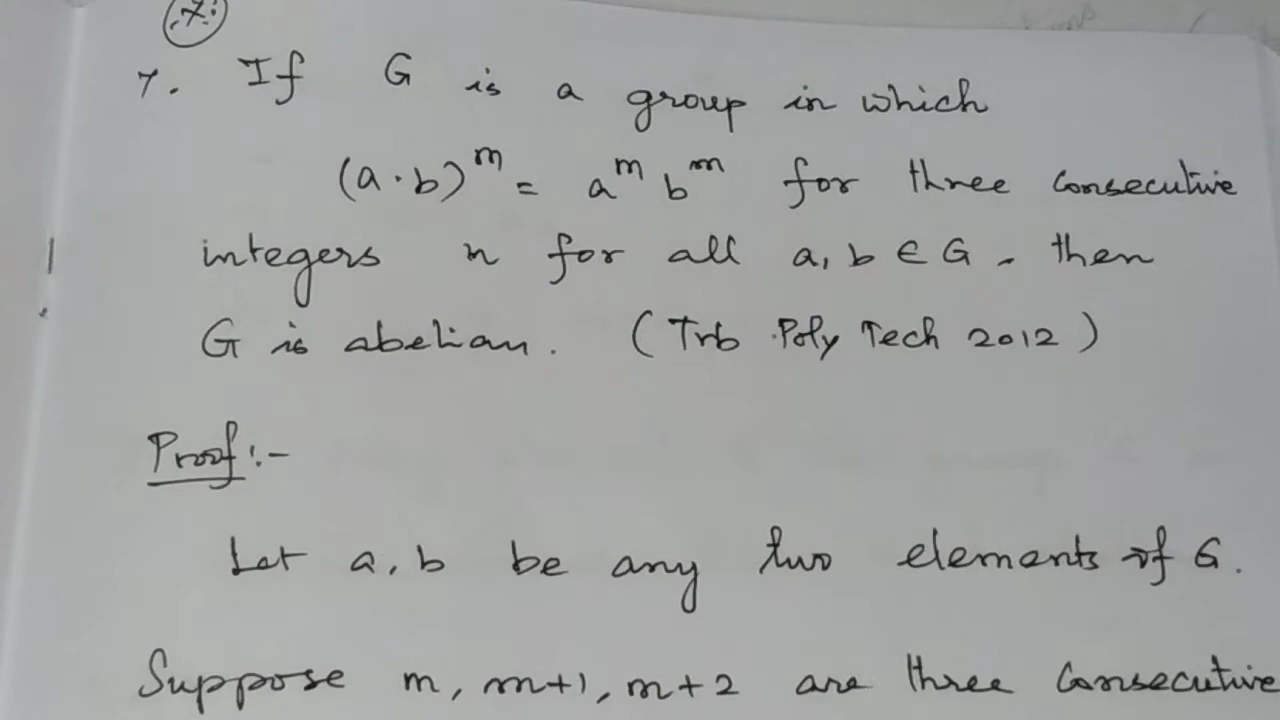 7.
7. If G is a group in which
(a · b)^m = a^m b^m for three consecutive
integers n for all a, b ∈ G. then
G is abelian. (Trb Poly Tech 2012)
Proof:-
Let a, b be any two elements of G.
Suppose m, m+1, m+2 are three consecutive